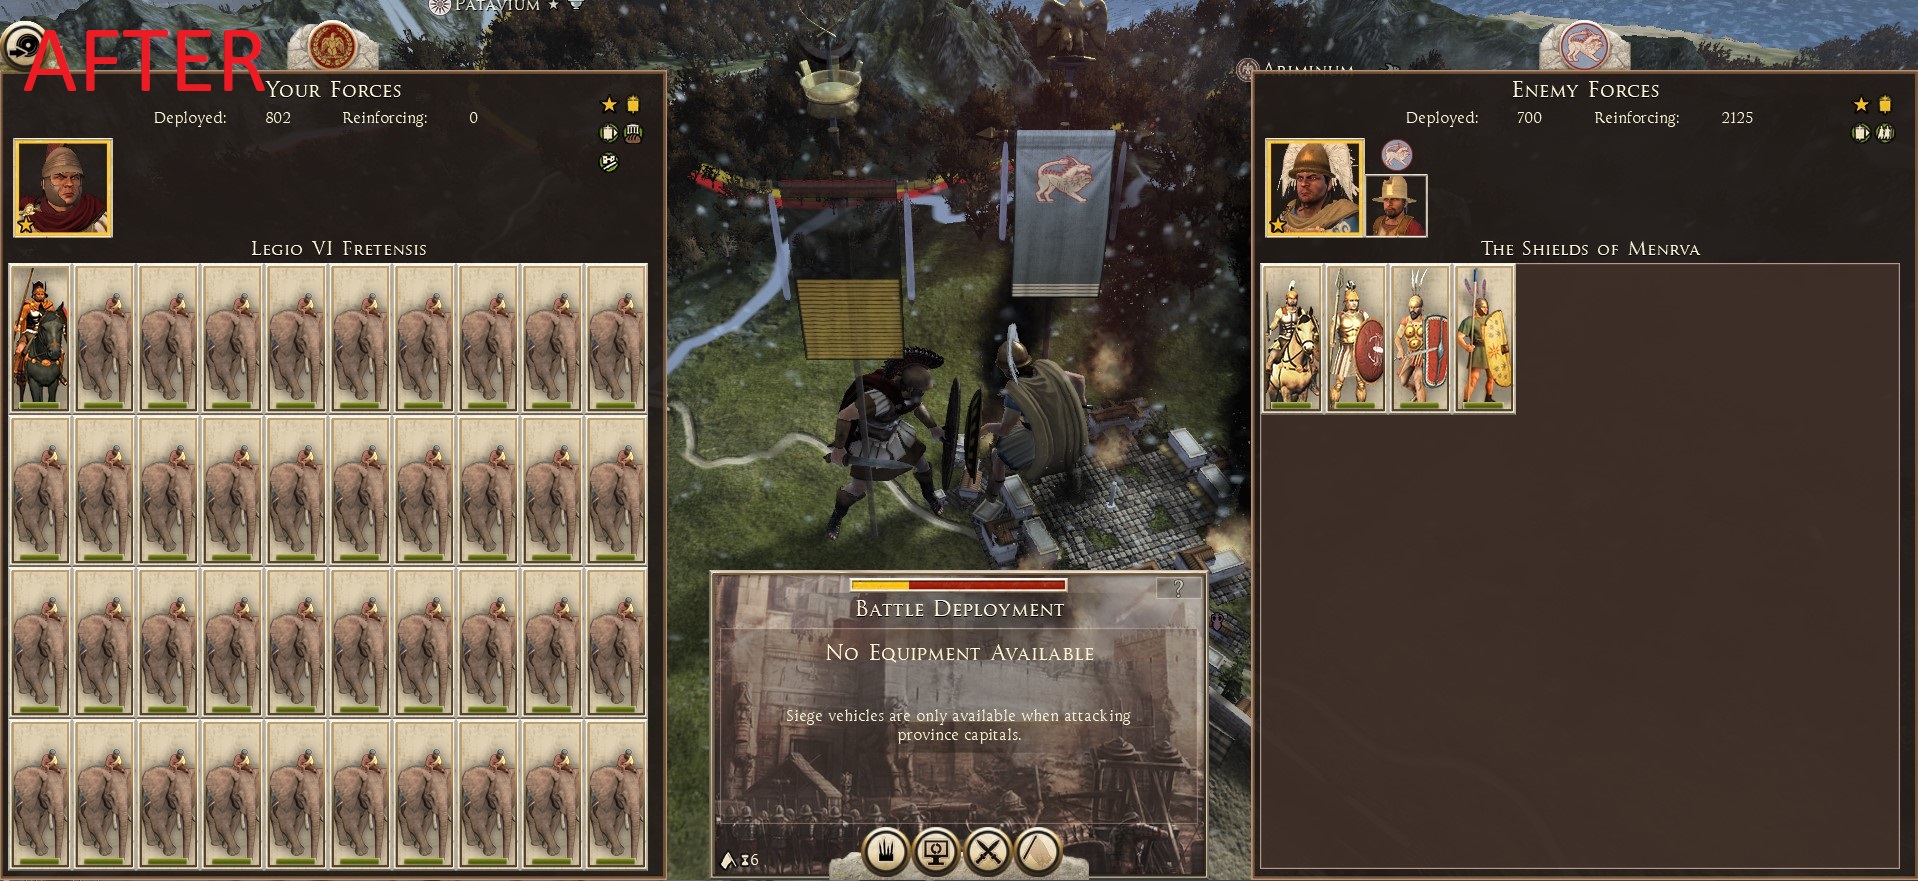 PATAVIUM
AFTER
YOUR FORCES
Deployed: 802 Reinforcing: 0
LEGIO VI FRETENSIS
ARIMINUM
ENEMY FORCES
Deployed: 700 Reinforcing: 2125
THE SHIELDS OF MENRVA
?
BATTLE DEPLOYMENT
NO EQUIPMENT AVAILABLE
Siege vehicles are only available when attacking
province capitals.
6